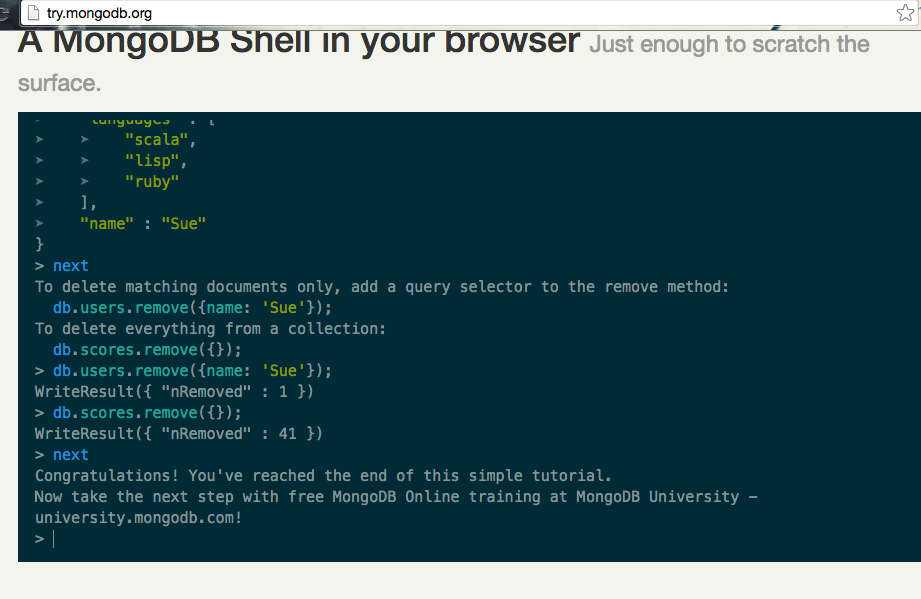 try.mongodb.org
A MongoDB Shell in your browser Just enough to scratch the
surface.
"languages" : [
"scala",
"lisp",
"ruby"
],
"name" : "Sue"
}
> next
To delete matching documents only, add a query selector to the remove method:
db.users.remove({name: 'Sue'});
To delete everything from a collection:
db.scores.remove({});
> db.users.remove({name: 'Sue'});
WriteResult({ "nRemoved" : 1 })
> db.scores.remove({});
WriteResult({ "nRemoved" : 41 })
> next
Congratulations! You've reached the end of this simple tutorial.
Now take the next step with free MongoDB Online training at MongoDB University –
university.mongodb.com!
>